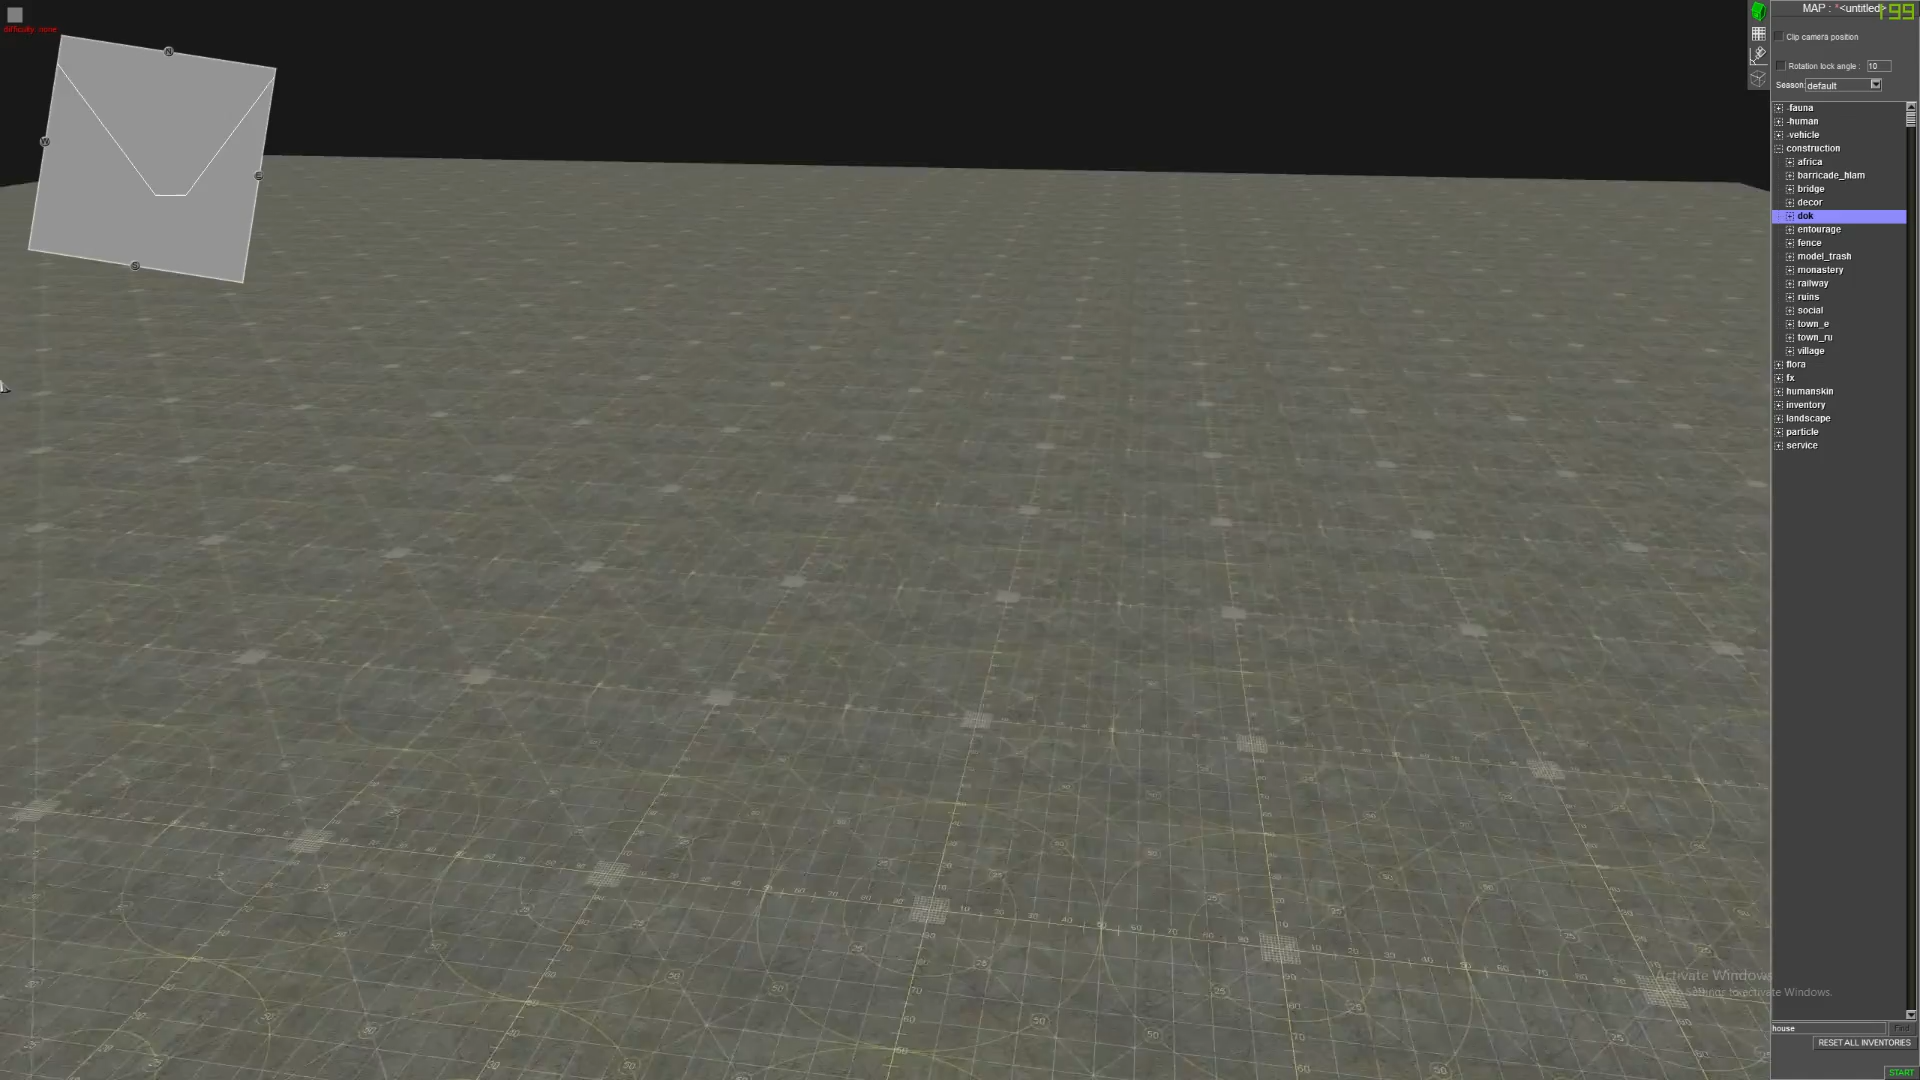 difficulty: none
N
W
E
S
MAP : *<untitled>
199
Clip camera position
Rotation lock angle : 10
Season: default
-fauna
-human
-vehicle
construction
africa
barricade_hlam
bridge
decor
dok
entourage
fence
model_trash
monastery
railway
ruins
social
town_e
town_ru
village
flora
fx
humanskin
inventory
landscape
particle
service
Activate Windows
Go to Settings to activate Windows.
house
Find
RESET ALL INVENTORIES
START